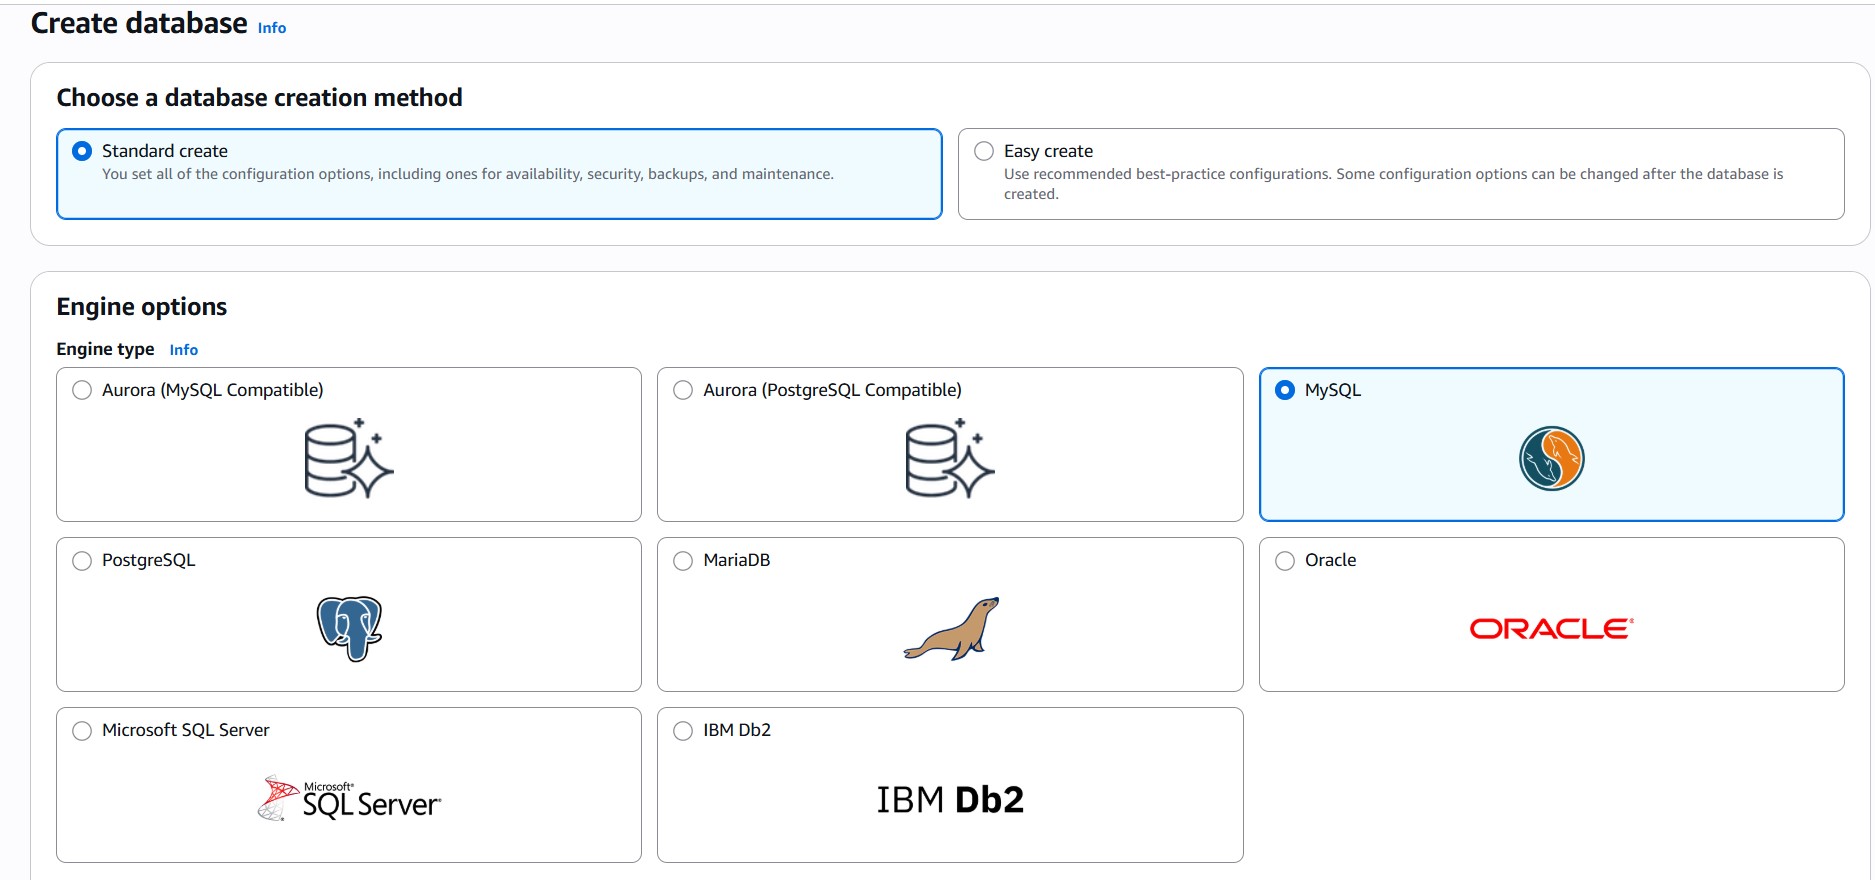 Create database Info
Choose a database creation method
Standard create
You set all of the configuration options, including ones for availability, security, backups, and maintenance.
Easy create
Use recommended best-practice configurations. Some configuration options can be changed after the database is
created.
Engine options
Engine type Info
Aurora (MySQL Compatible)
Aurora (PostgreSQL Compatible)
MySQL
PostgreSQL
MariaDB
Oracle
ORACLE®
Microsoft SQL Server
Microsoft®
SQL Server®
IBM Db2
IBM Db2